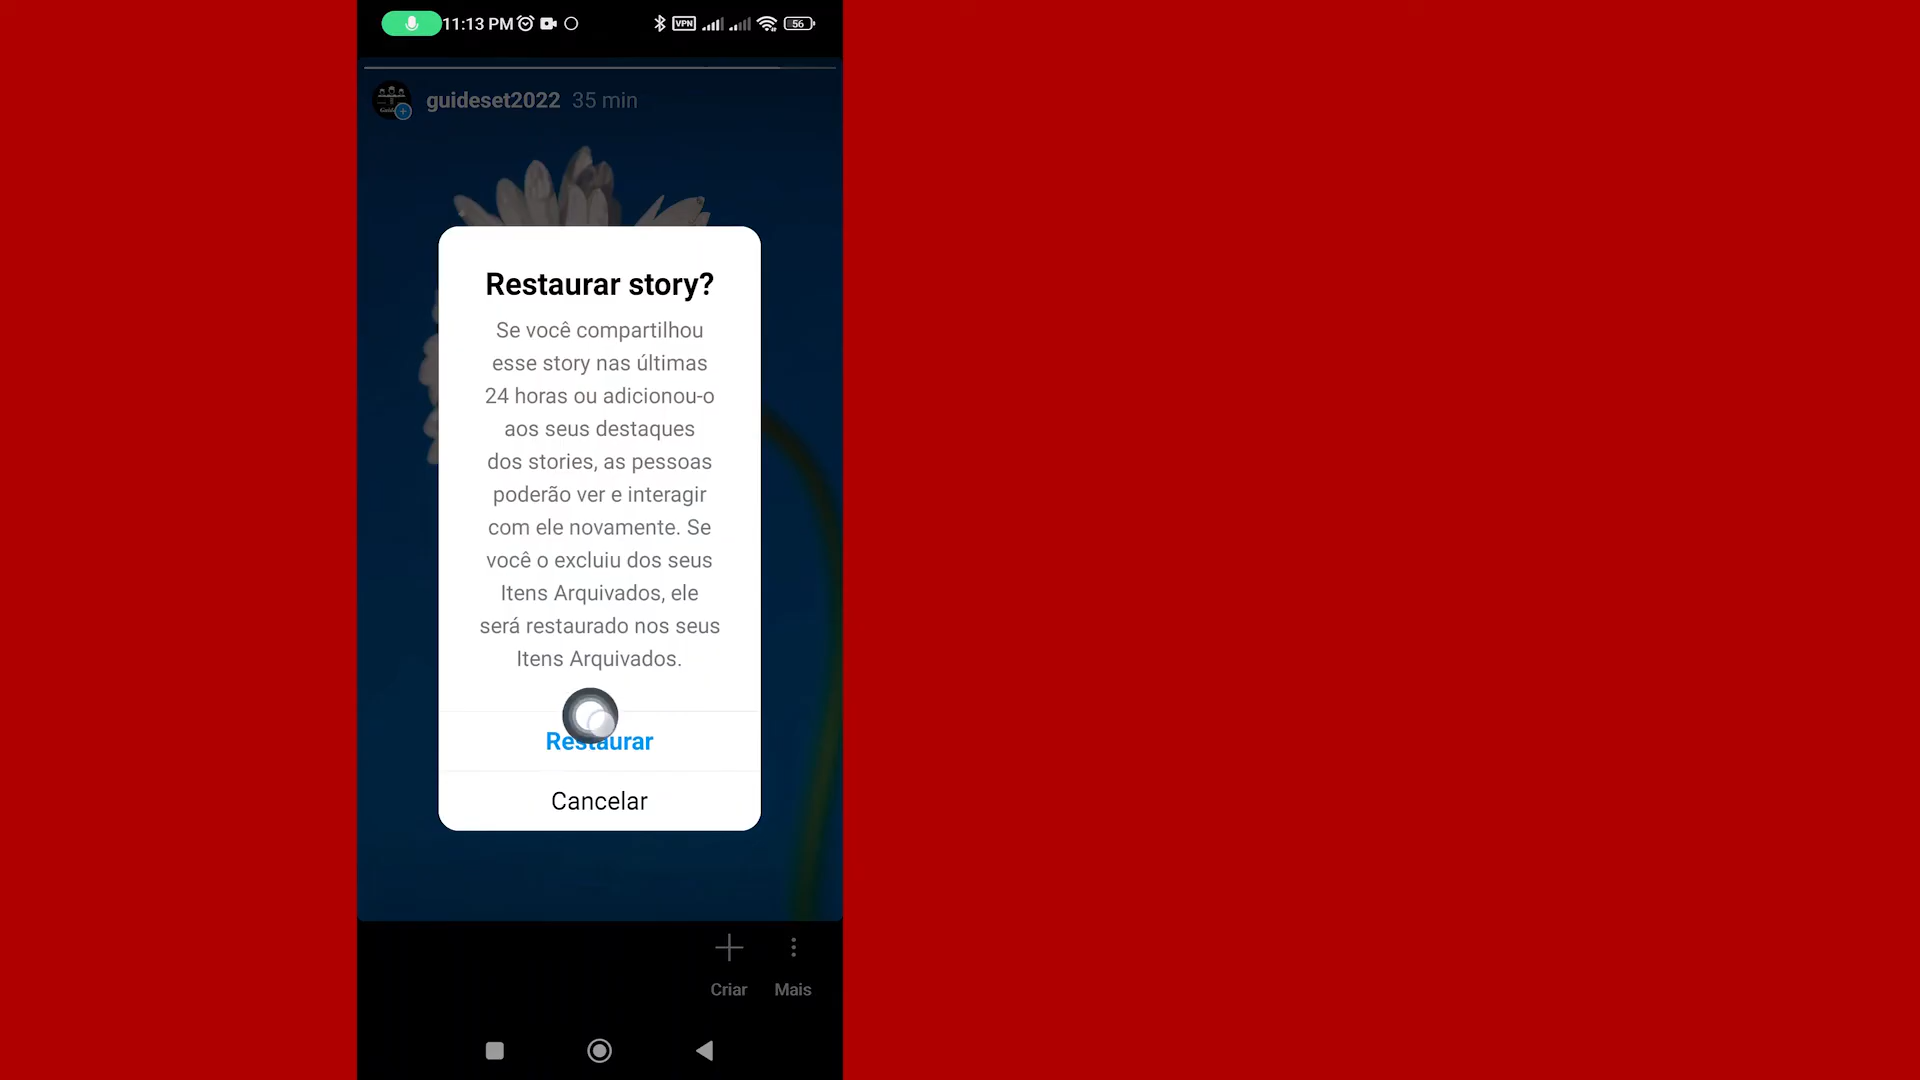 11:13 PM
VPN
56
guideset2022 35 min
Restaurar story?
Se você compartilhou
esse story nas últimas
24 horas ou adicionou-o
aos seus destaques
dos stories, as pessoas
poderão ver e interagir
com ele novamente. Se
você o excluiu dos seus
Itens Arquivados, ele
será restaurado nos seus
Itens Arquivados.
Restaurar
Cancelar
Criar
Mais